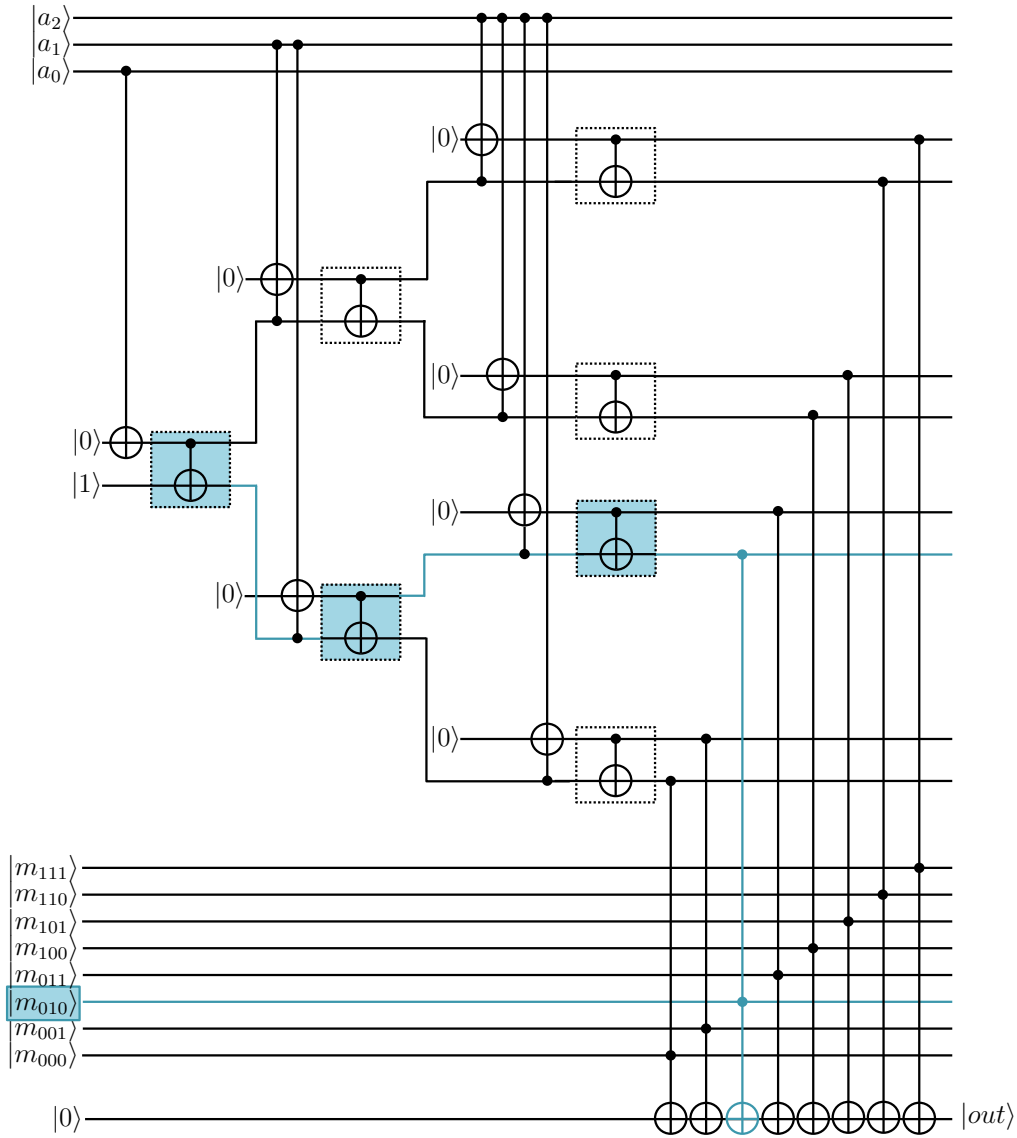 |a₂⟩
|a₁⟩
|a₀⟩
|0⟩
|0⟩
|0⟩
|0⟩
|1⟩
|0⟩
|0⟩
|0⟩
|m₁₁₁⟩
|m₁₁₀⟩
|m₁₀₁⟩
|m₁₀₀⟩
|m₀₁₁⟩
|m₀₁₀⟩
|m₀₀₁⟩
|m₀₀₀⟩
|0⟩ |out⟩